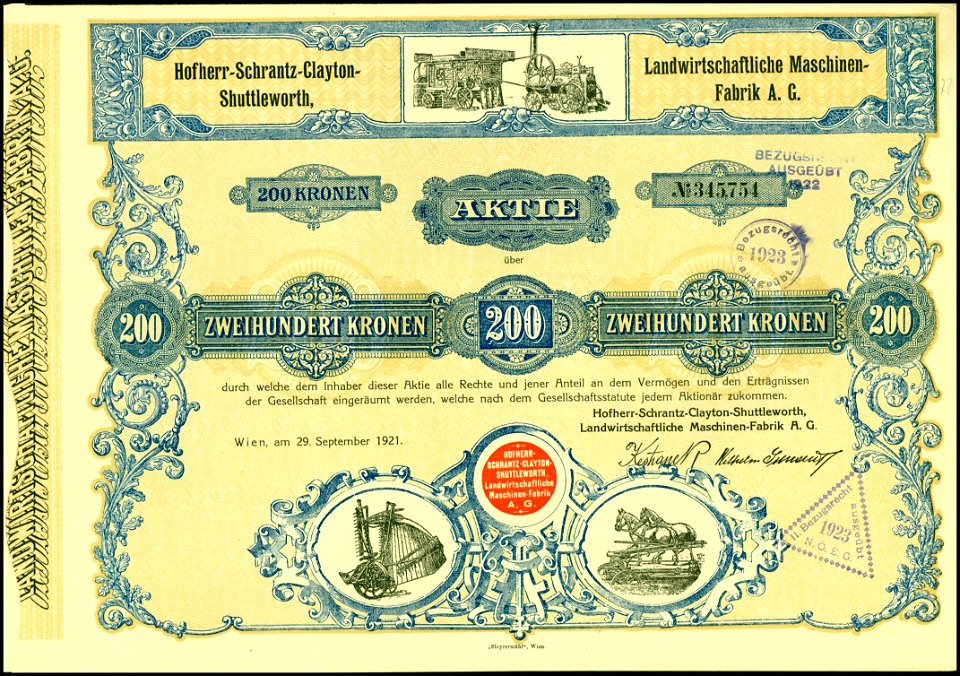 Hofherr-Schrantz-Clayton-
Shuttleworth,
Landwirtschaftliche Maschinen-
Fabrik A. G.
200 KRONEN
AKTIE
№ 345754
AUSGEÜBT
1922
über
Bezugsrecht
1923
ausgeübt
200
ZWEIHUNDERT KRONEN
200
ZWEIHUNDERT KRONEN
200
durch welche dem Inhaber dieser Aktie alle Rechte und jener Anteil an dem Vermögen und den Erträgnissen
der Gesellschaft eingeräumt werden, welche nach dem Gesellschaftsstatute jedem Aktionär zukommen.
Hofherr-Schrantz-Clayton-Shuttleworth,
Landwirtschaftliche Maschinen-Fabrik A. G.
Wien, am 29. September 1921.
HOFHERR-
SCHRANTZ-CLAYTON-
SHUTTLEWORTH,
Landwirtschaftliche
Maschinen-Fabrik
A. G.
II. Bezugsrecht
ausgeübt
1923
N. Ö. E. G.
„Steyrermühl“, Wien.